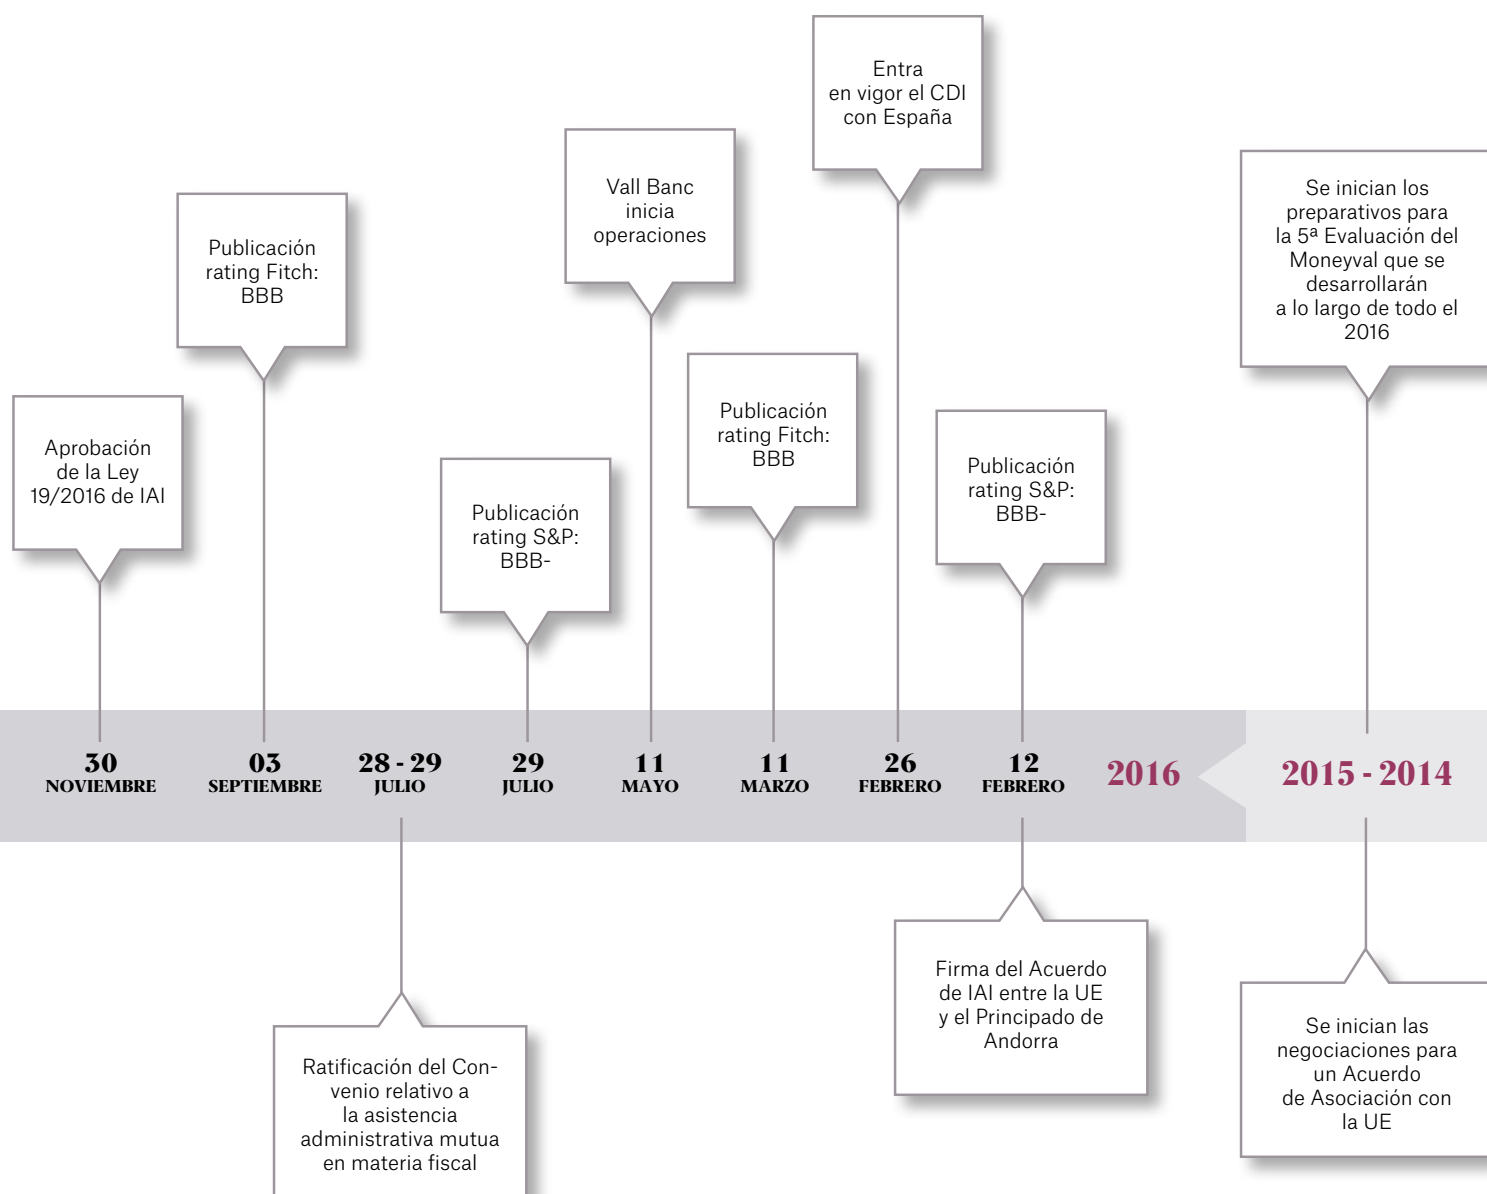 Entra
en vigor el CDI
con España
Vall Banc
inicia
operaciones
Se inician los
preparativos para
la 5ª Evaluación del
Moneyval que se
desarrollarán
a lo largo de todo el
2016
Publicación
rating Fitch:
BBB
Publicación
rating Fitch:
BBB
Aprobación
de la Ley
19/2016 de IAI
Publicación
rating S&P:
BBB-
Publicación
rating S&P:
BBB-
30
NOVIEMBRE
03
SEPTIEMBRE
28 - 29
JULIO
29
JULIO
11
MAYO
11
MARZO
26
FEBRERO
12
FEBRERO
2016
2015 - 2014
Firma del Acuerdo
de IAI entre la UE
y el Principado de
Andorra
Se inician las
negociaciones para
un Acuerdo
de Asociación con
la UE
Ratificación del Con-
venio relativo a
la asistencia
administrativa mutua
en materia fiscal